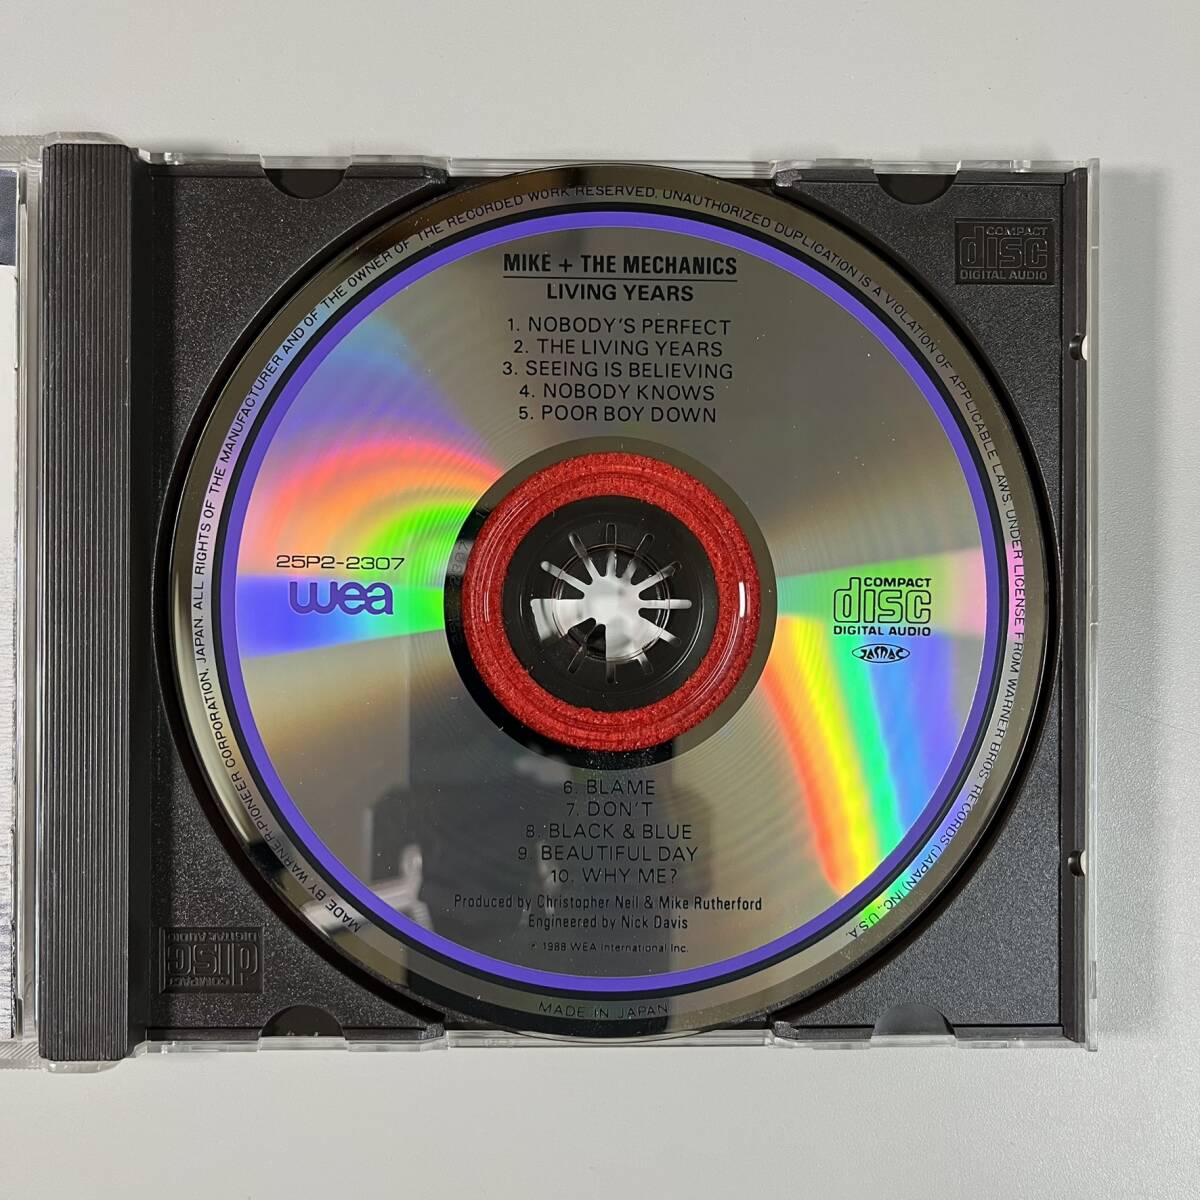 MIKE + THE MECHANICS
LIVING YEARS
1. NOBODY'S PERFECT
2. THE LIVING YEARS
3. SEEING IS BELIEVING
4. NOBODY KNOWS
5. POOR BOY DOWN
25P2-2307
wea
COMPACT
disc
DIGITAL AUDIO
JASRAC
6. BLAME
7. DON'T
8. BLACK & BLUE
9. BEAUTIFUL DAY
10. WHY ME?
Produced by Christopher Neil & Mike Rutherford
Engineered by Nick Davis
℗ 1988 WEA International Inc.
MADE IN JAPAN
MADE BY WARNER-PIONEER CORPORATION, JAPAN. ALL RIGHTS OF THE MANUFACTURER AND OF THE OWNER OF THE RECORDED WORK RESERVED. UNAUTHORIZED DUPLICATION IS A VIOLATION OF APPLICABLE LAWS. UNDER LICENSE FROM WARNER BROS. RECORDS (JAPAN) INC., U.S.A.
COMPACT
disc
DIGITAL AUDIO
COMPACT
disc
DIGITAL AUDIO